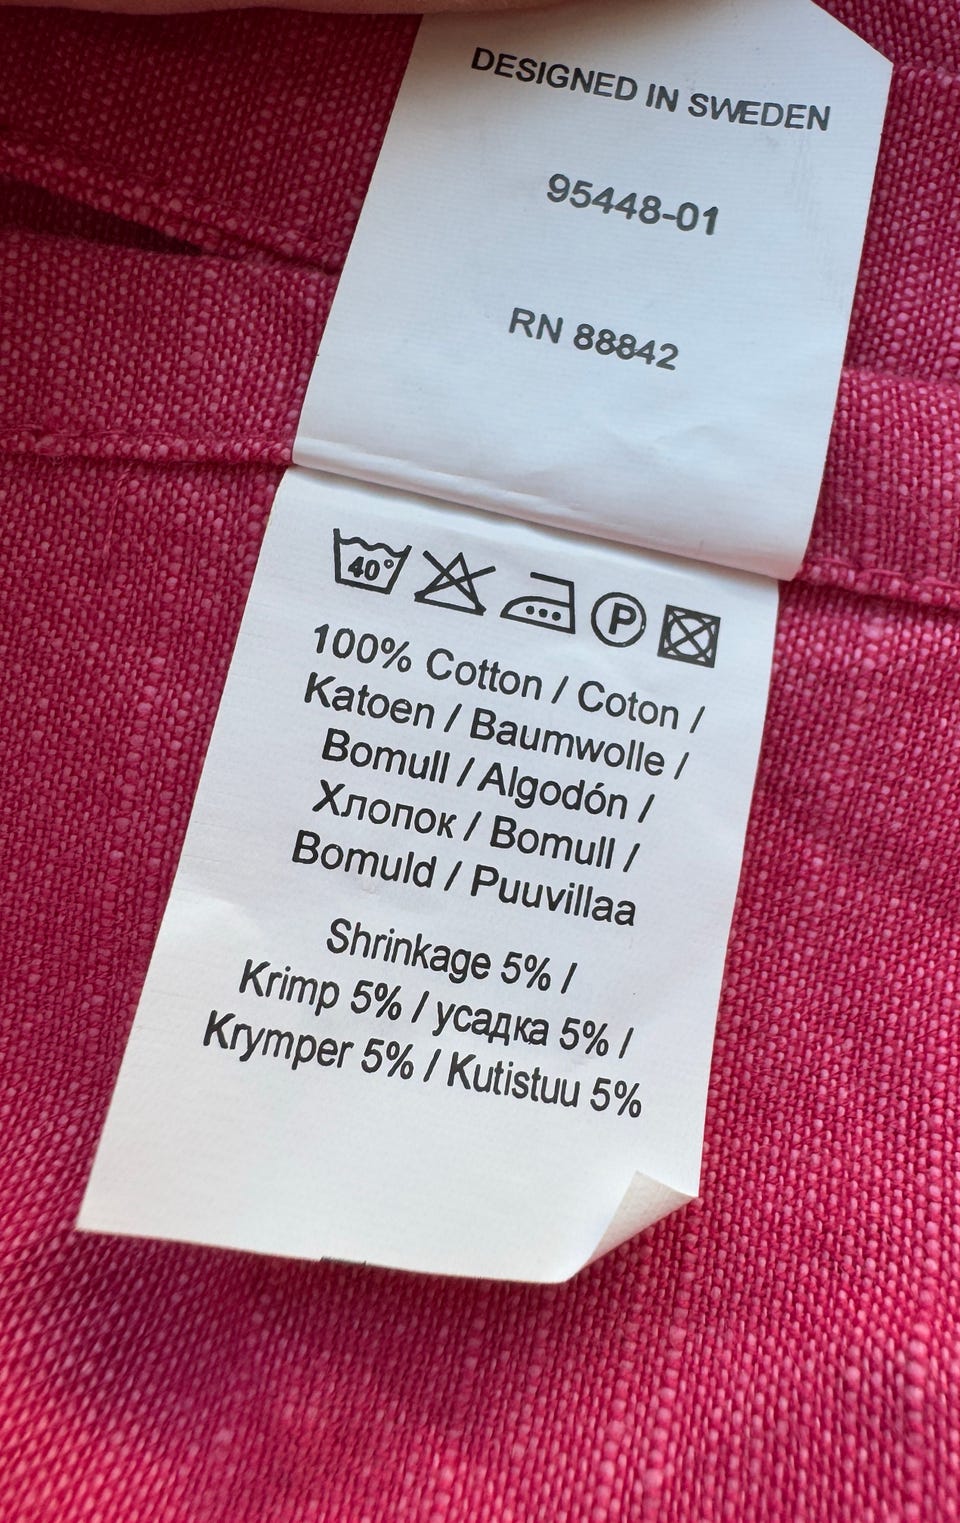 DESIGNED IN SWEDEN
95448-01
RN 88842
40°
P
100% Cotton / Coton /
Katoen / Baumwolle /
Bomull / Algodón /
Хлопок / Bomull /
Bomuld / Puuvillaa
Shrinkage 5% /
Krimp 5% / усадка 5% /
Krymper 5% / Kutistuu 5%